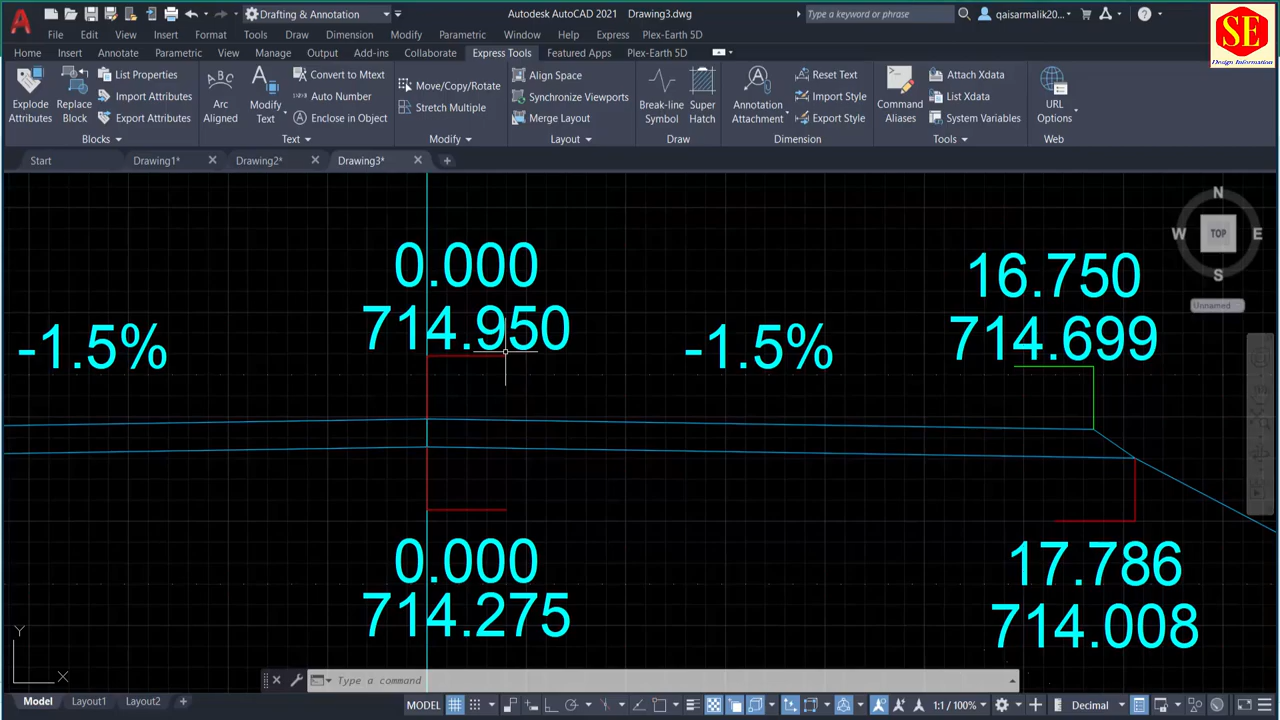 Drafting & Annotation
Autodesk AutoCAD 2021 Drawing3.dwg
Type a keyword or phrase
qaisarmalik20...
SE
Design Information
File Edit View Insert Format Tools Draw Dimension Modify Parametric Window Help Express Plex-Earth 5D
Home Insert Annotate Parametric View Manage Output Add-ins Collaborate Express Tools Featured Apps Plex-Earth 5D
Explode Attributes
Replace Block
List Properties
Import Attributes
Export Attributes
Blocks
Arc Aligned
Modify Text
Convert to Mtext
Auto Number
Enclose in Object
Text
Move/Copy/Rotate
Stretch Multiple
Modify
Align Space
Synchronize Viewports
Merge Layout
Layout
Break-line Symbol
Super Hatch
Draw
Annotation Attachment
Reset Text
Import Style
Export Style
Dimension
Command Aliases
Attach Xdata
List Xdata
System Variables
Tools
URL Options
Web
Start Drawing1* Drawing2* Drawing3*
N
W TOP E
S
Unnamed
0.000
714.950
-1.5%
-1.5%
16.750
714.699
0.000
714.275
17.786
714.008
Y
X
Type a command
Model Layout1 Layout2
MODEL
1:1 / 100%
Decimal